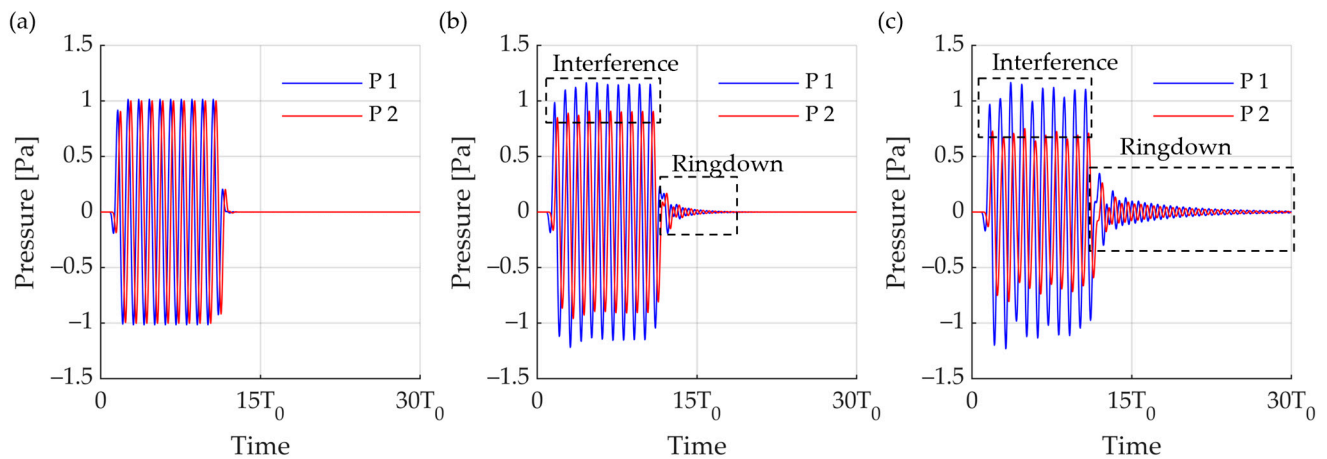 (a)
1.5
1
0.5
0
−0.5
−1
−1.5
Pressure [Pa]
P 1
P 2
0
15T0
30T0
Time
(b)
1.5
1
0.5
0
−0.5
−1
−1.5
Pressure [Pa]
Interference
P 1
P 2
Ringdown
0
15T0
30T0
Time
(c)
1.5
1
0.5
0
−0.5
−1
−1.5
Pressure [Pa]
Interference
P 1
P 2
Ringdown
0
15T0
30T0
Time